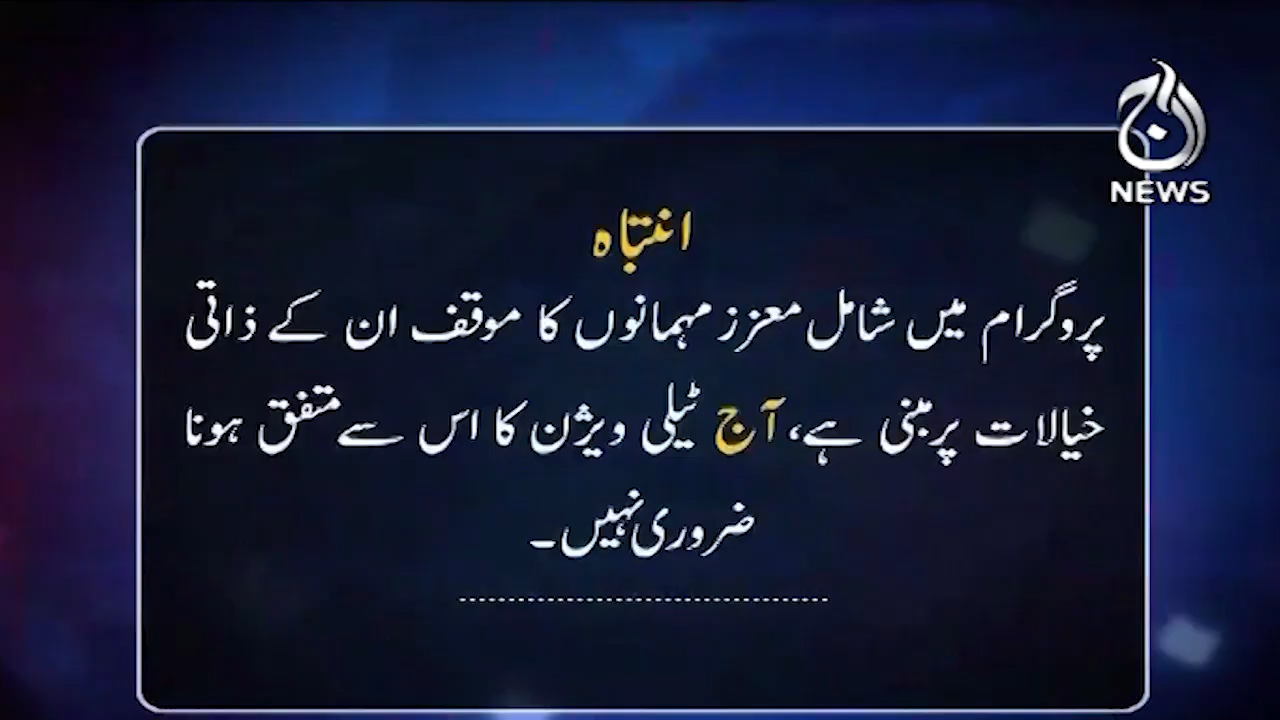 آج
NEWS
انتباہ
پروگرام میں شامل معزز مہمانوں کا موقف ان کے ذاتی
خیالات پر مبنی ہے، آج ٹیلی ویژن کا اس سے متفق ہونا
ضروری نہیں۔